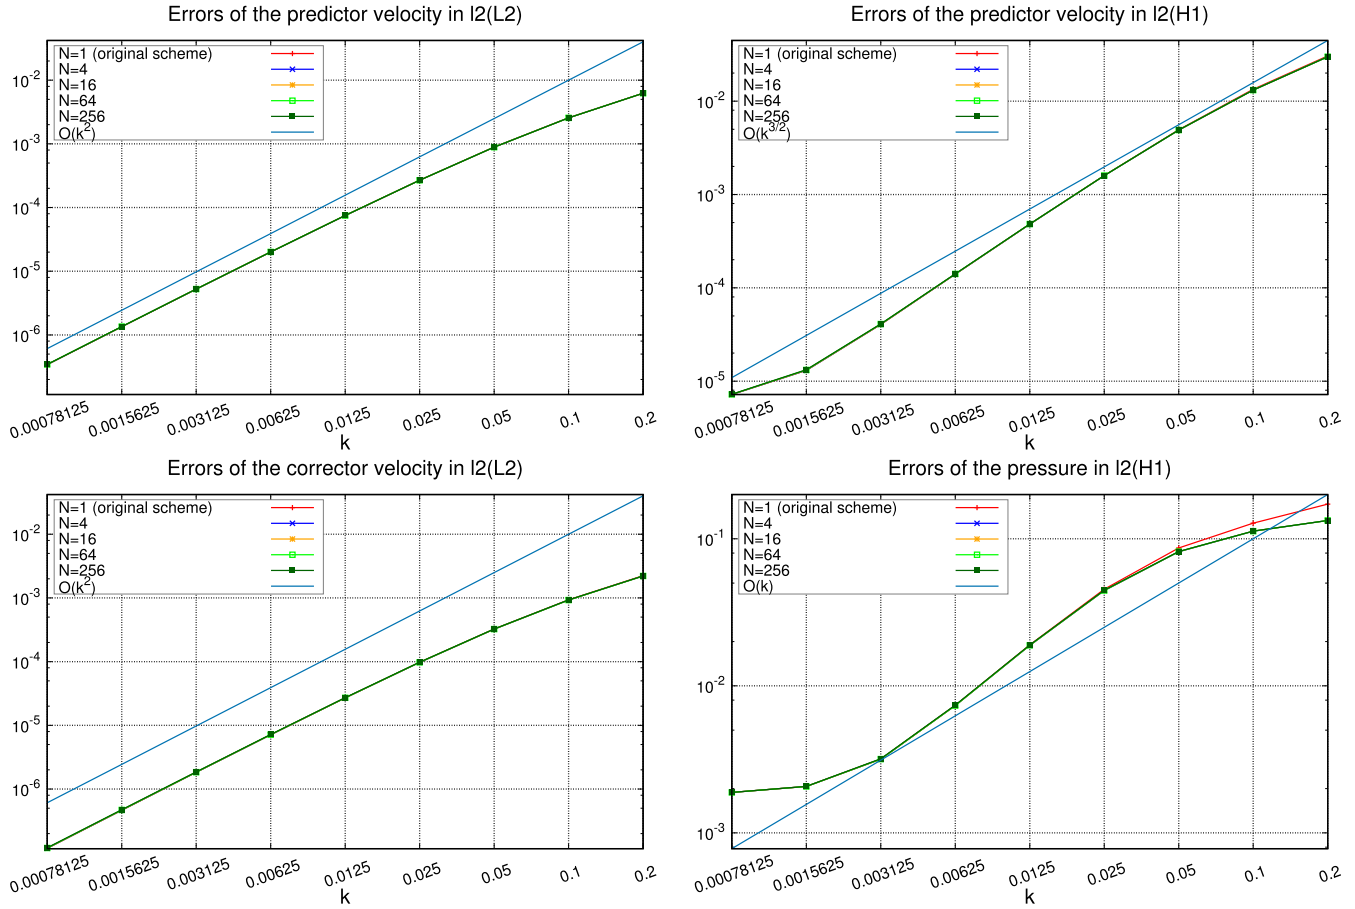 Errors of the predictor velocity in l2(L2)
N=1 (original scheme)
N=4
N=16
N=64
N=256
O(k^2)
10^-2
10^-3
10^-4
10^-5
10^-6
0.00078125 0.0015625 0.003125 0.00625 0.0125 0.025 0.05 0.1 0.2
k
Errors of the predictor velocity in l2(H1)
N=1 (original scheme)
N=4
N=16
N=64
N=256
O(k^3/2)
10^-2
10^-3
10^-4
10^-5
0.00078125 0.0015625 0.003125 0.00625 0.0125 0.025 0.05 0.1 0.2
k
Errors of the corrector velocity in l2(L2)
N=1 (original scheme)
N=4
N=16
N=64
N=256
O(k^2)
10^-2
10^-3
10^-4
10^-5
10^-6
0.00078125 0.0015625 0.003125 0.00625 0.0125 0.025 0.05 0.1 0.2
k
Errors of the pressure in l2(H1)
N=1 (original scheme)
N=4
N=16
N=64
N=256
O(k)
10^-1
10^-2
10^-3
0.00078125 0.0015625 0.003125 0.00625 0.0125 0.025 0.05 0.1 0.2
k